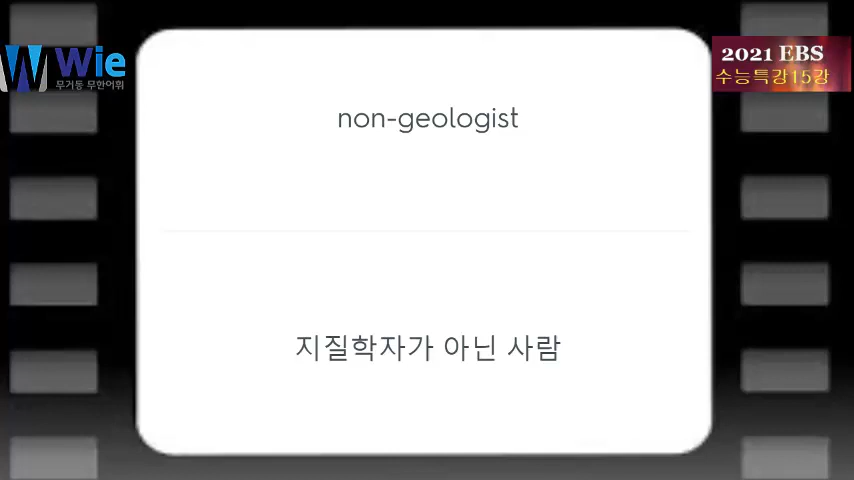 Wie
무거동 무한어휘
2021 EBS
수능특강15강
non-geologist
지질학자가 아닌 사람